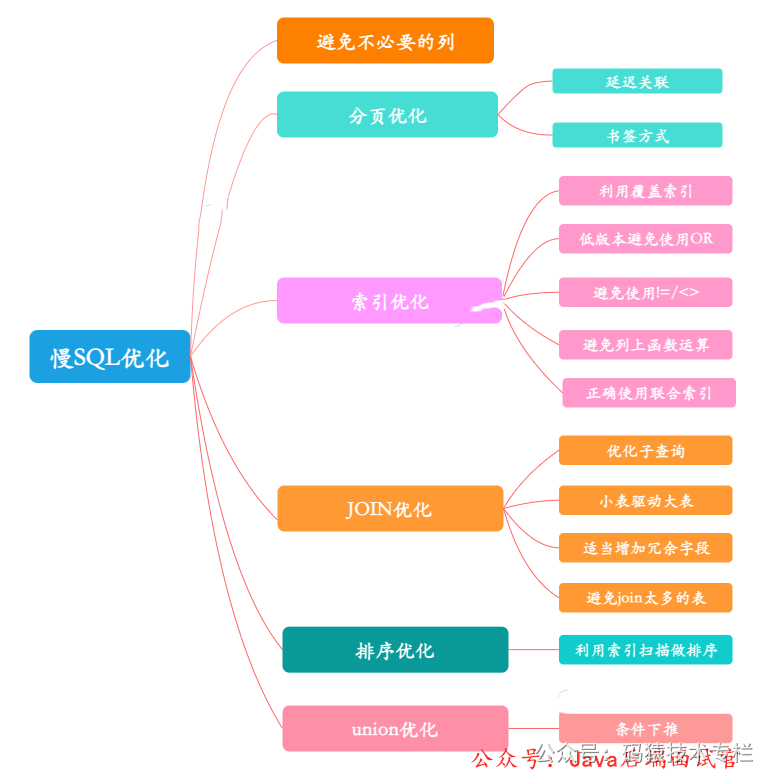 慢SQL优化
避免不必要的列
分页优化
延迟关联
书签方式
索引优化
利用覆盖索引
低版本避免使用OR
避免使用!=/<>
避免列上函数运算
正确使用联合索引
JOIN优化
优化子查询
小表驱动大表
适当增加冗余字段
避免join太多的表
排序优化
利用索引扫描做排序
union优化
条件下推
公众号：Java后端面试官
公众号：码猿技术专栏